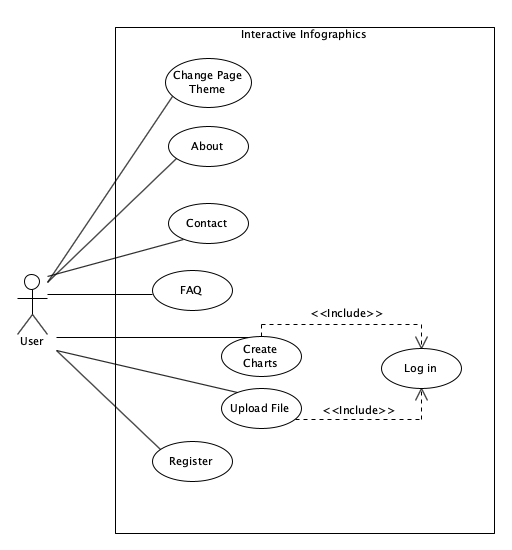 Interactive Infographics
Change Page
Theme
About
Contact
FAQ
User
<<Include>>
Create
Charts
Log in
Upload File
<<Include>>
Register